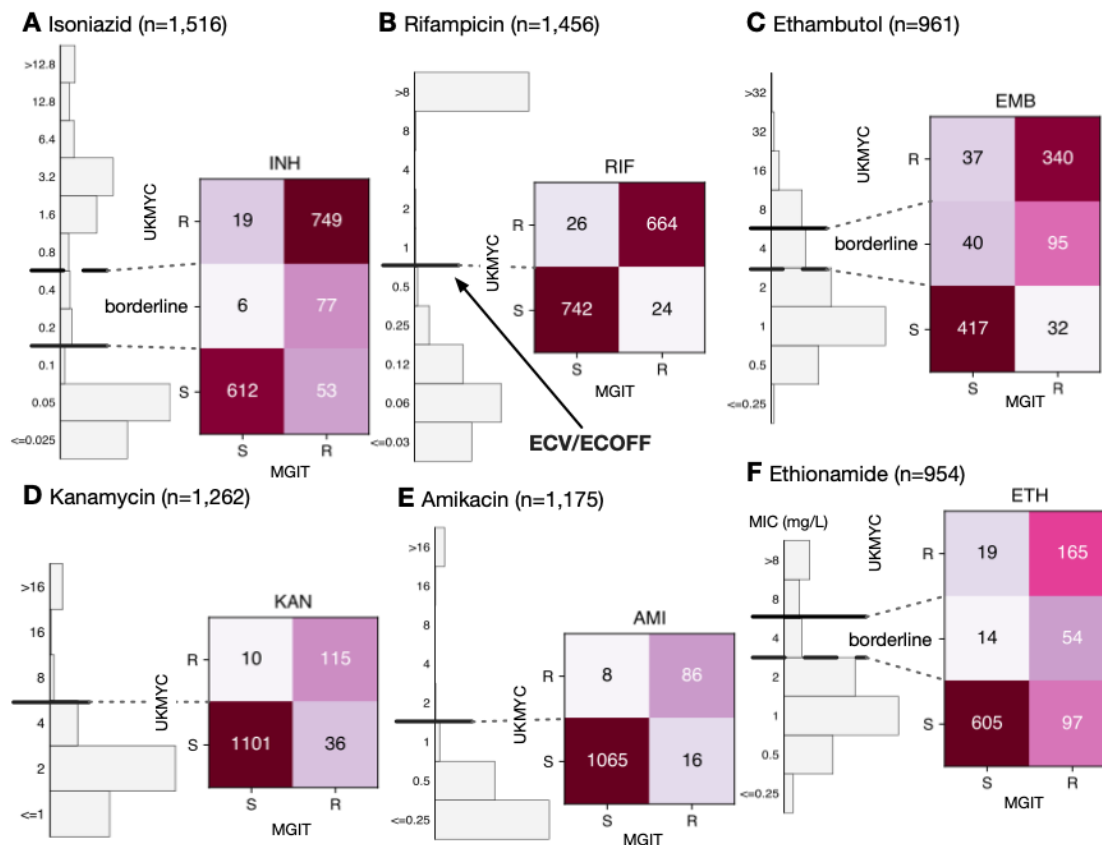 A Isoniazid (n=1,516)
>12.8
12.8
6.4
3.2
1.6
0.8
0.4
0.2
0.1
0.05
<=0.025
UKMYC
INH
R
19
749
borderline
6
77
S
612
53
S
R
MGIT
B Rifampicin (n=1,456)
>8
8
4
2
1
0.5
0.25
0.12
0.06
<=0.03
UKMYC
RIF
R
26
664
S
742
24
S
R
MGIT
ECV/ECOFF
C Ethambutol (n=961)
>32
32
16
8
4
2
1
0.5
<=0.25
UKMYC
EMB
R
37
340
borderline
40
95
S
417
32
S
R
MGIT
D Kanamycin (n=1,262)
>16
16
8
4
2
<=1
UKMYC
KAN
R
10
115
S
1101
36
S
R
MGIT
E Amikacin (n=1,175)
>16
16
8
4
2
1
0.5
<=0.25
UKMYC
AMI
R
8
86
S
1065
16
S
R
MGIT
F Ethionamide (n=954)
MIC (mg/L)
>8
8
4
2
1
0.5
<=0.25
UKMYC
ETH
R
19
165
borderline
14
54
S
605
97
S
R
MGIT